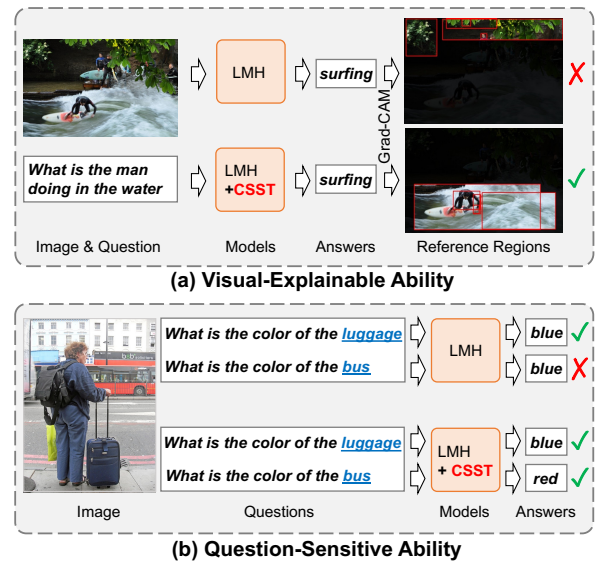 LMH
surfing
What is the man
doing in the water
LMH
+CSST
surfing
Grad-CAM
Image & Question
Models
Answers
Reference Regions
(a) Visual-Explainable Ability
What is the color of the luggage
What is the color of the bus
LMH
blue
blue
What is the color of the luggage
What is the color of the bus
LMH
+ CSST
blue
red
Image
Questions
Models
Answers
(b) Question-Sensitive Ability